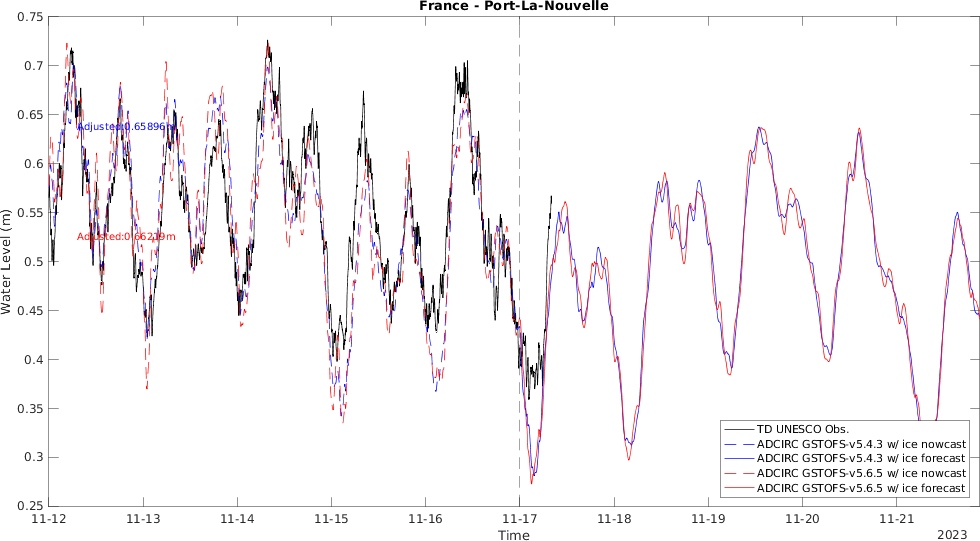 France - Port-La-Nouvelle
0.75
0.7
0.65
0.6
0.55
0.5
0.45
0.4
0.35
0.3
0.25
Water Level (m)
Adjusted:0.65896m
Adjusted:0.66219m
TD UNESCO Obs.
ADCIRC GSTOFS-v5.4.3 w/ ice nowcast
ADCIRC GSTOFS-v5.4.3 w/ ice forecast
ADCIRC GSTOFS-v5.6.5 w/ ice nowcast
ADCIRC GSTOFS-v5.6.5 w/ ice forecast
11-12 11-13 11-14 11-15 11-16 11-17 11-18 11-19 11-20 11-21
Time
2023